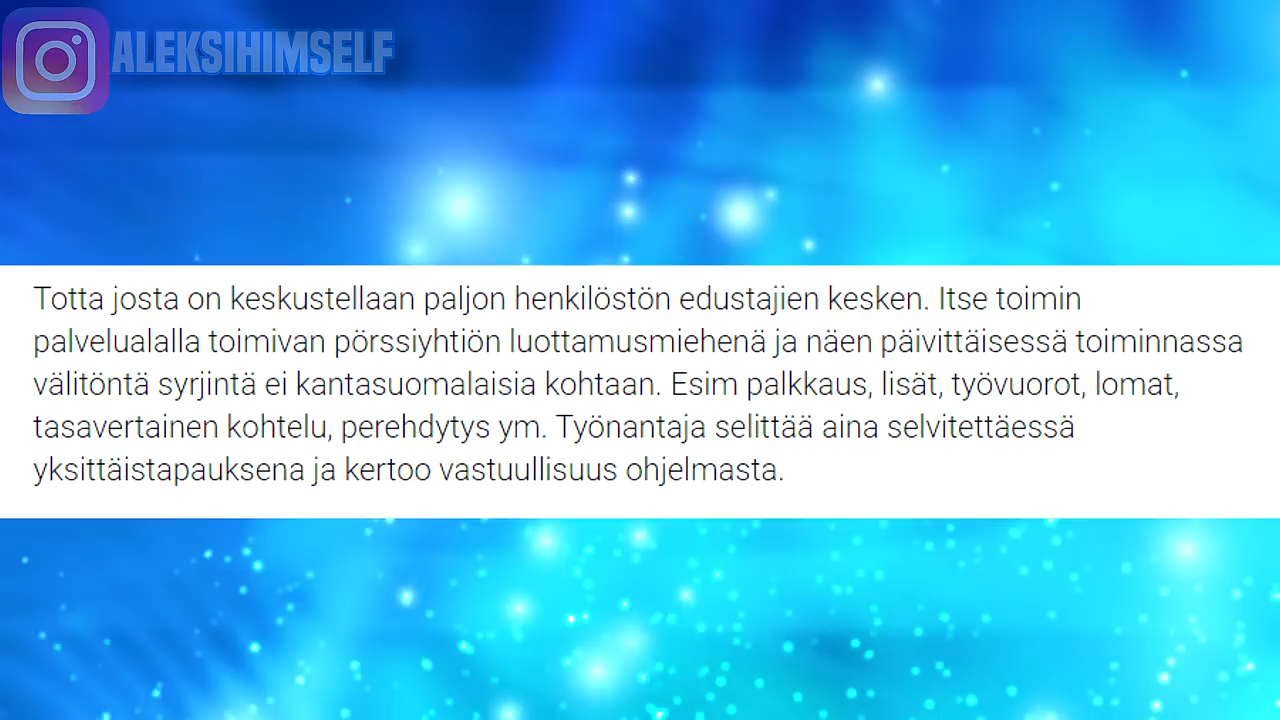 ALEKSIHIMSELF
Totta josta on keskustellaan paljon henkilöstön edustajien kesken. Itse toimin
palvelualalla toimivan pörssiyhtiön luottamusmiehenä ja näen päivittäisessä toiminnassa
välitöntä syrjintä ei kantasuomalaisia kohtaan. Esim palkkaus, lisät, työvuorot, lomat,
tasavertainen kohtelu, perehdytys ym. Työnantaja selittää aina selvitettäessä
yksittäistapauksena ja kertoo vastuullisuus ohjelmasta.